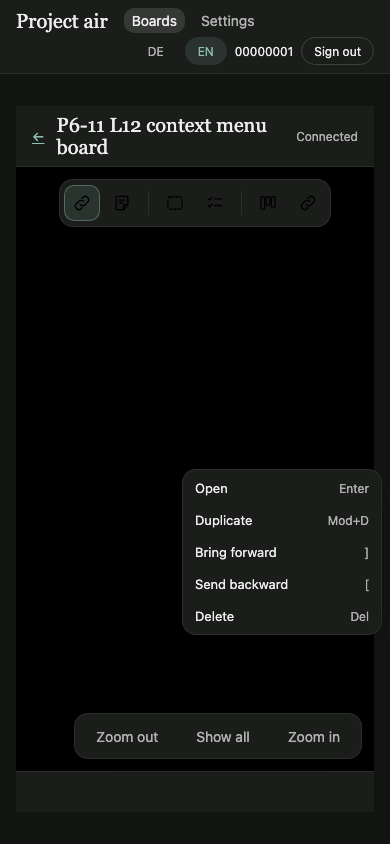 Project air Boards Settings
DE EN 00000001 Sign out
← P6-11 L12 context menu board Connected
Open Enter
Duplicate Mod+D
Bring forward ]
Send backward [
Delete Del
Zoom out Show all Zoom in